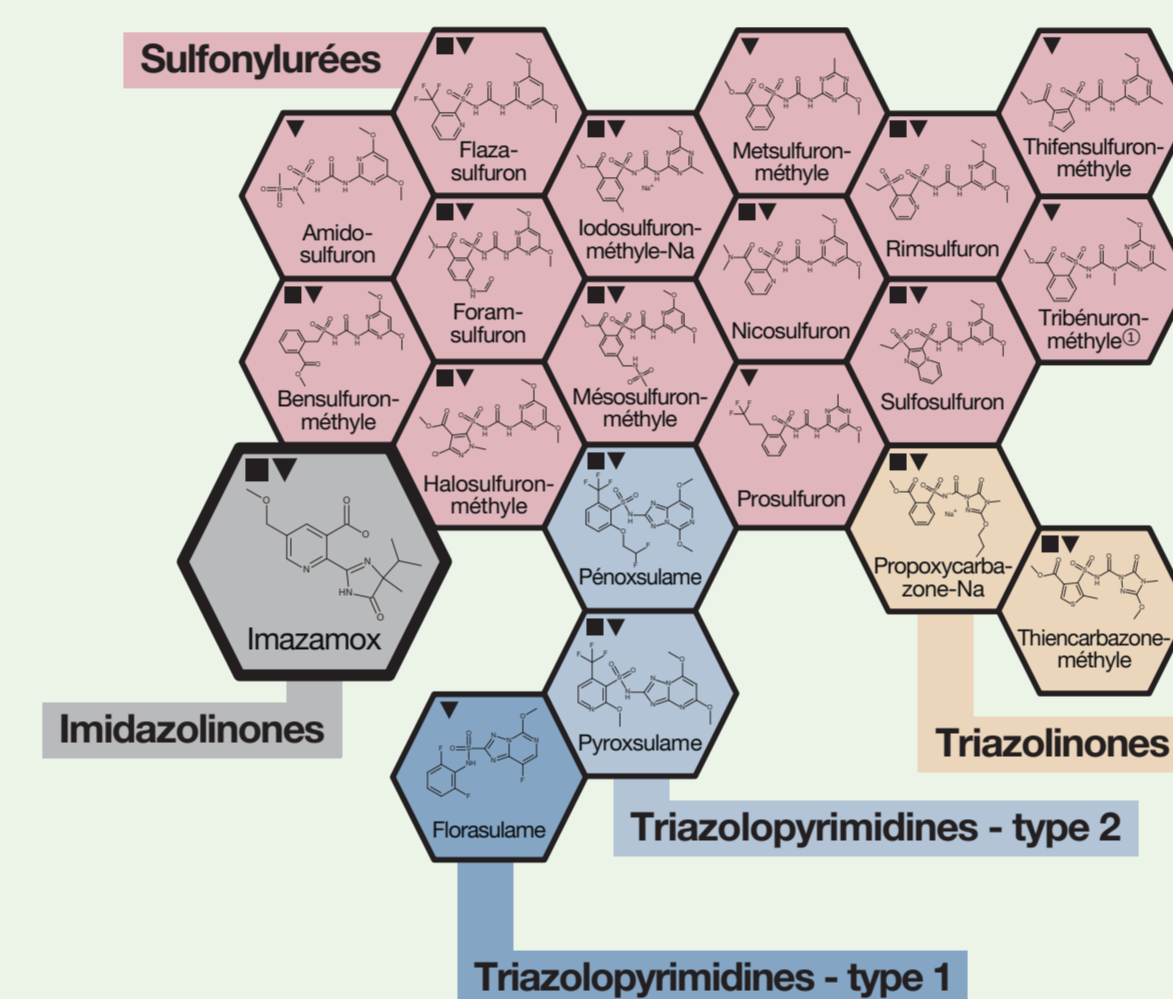 Sulfonylurées
Flaza-
sulfuron
Metsulfuron-
méthyle
Thifensulfuron-
méthyle
Amido-
sulfuron
Iodosulfuron-
méthyle-Na
Rimsulfuron
Foram-
sulfuron
Nicosulfuron
Tribénuron-
méthyle①
Bensulfuron-
méthyle
Mésosulfuron-
méthyle
Sulfosulfuron
Halosulfuron-
méthyle
Prosulfuron
Imazamox
Pénoxsulame
Propoxycarba-
zone-Na
Thiencarbazone-
méthyle
Imidazolinones
Pyroxsulame
Triazolinones
Florasulame
Triazolopyrimidines - type 2
Triazolopyrimidines - type 1